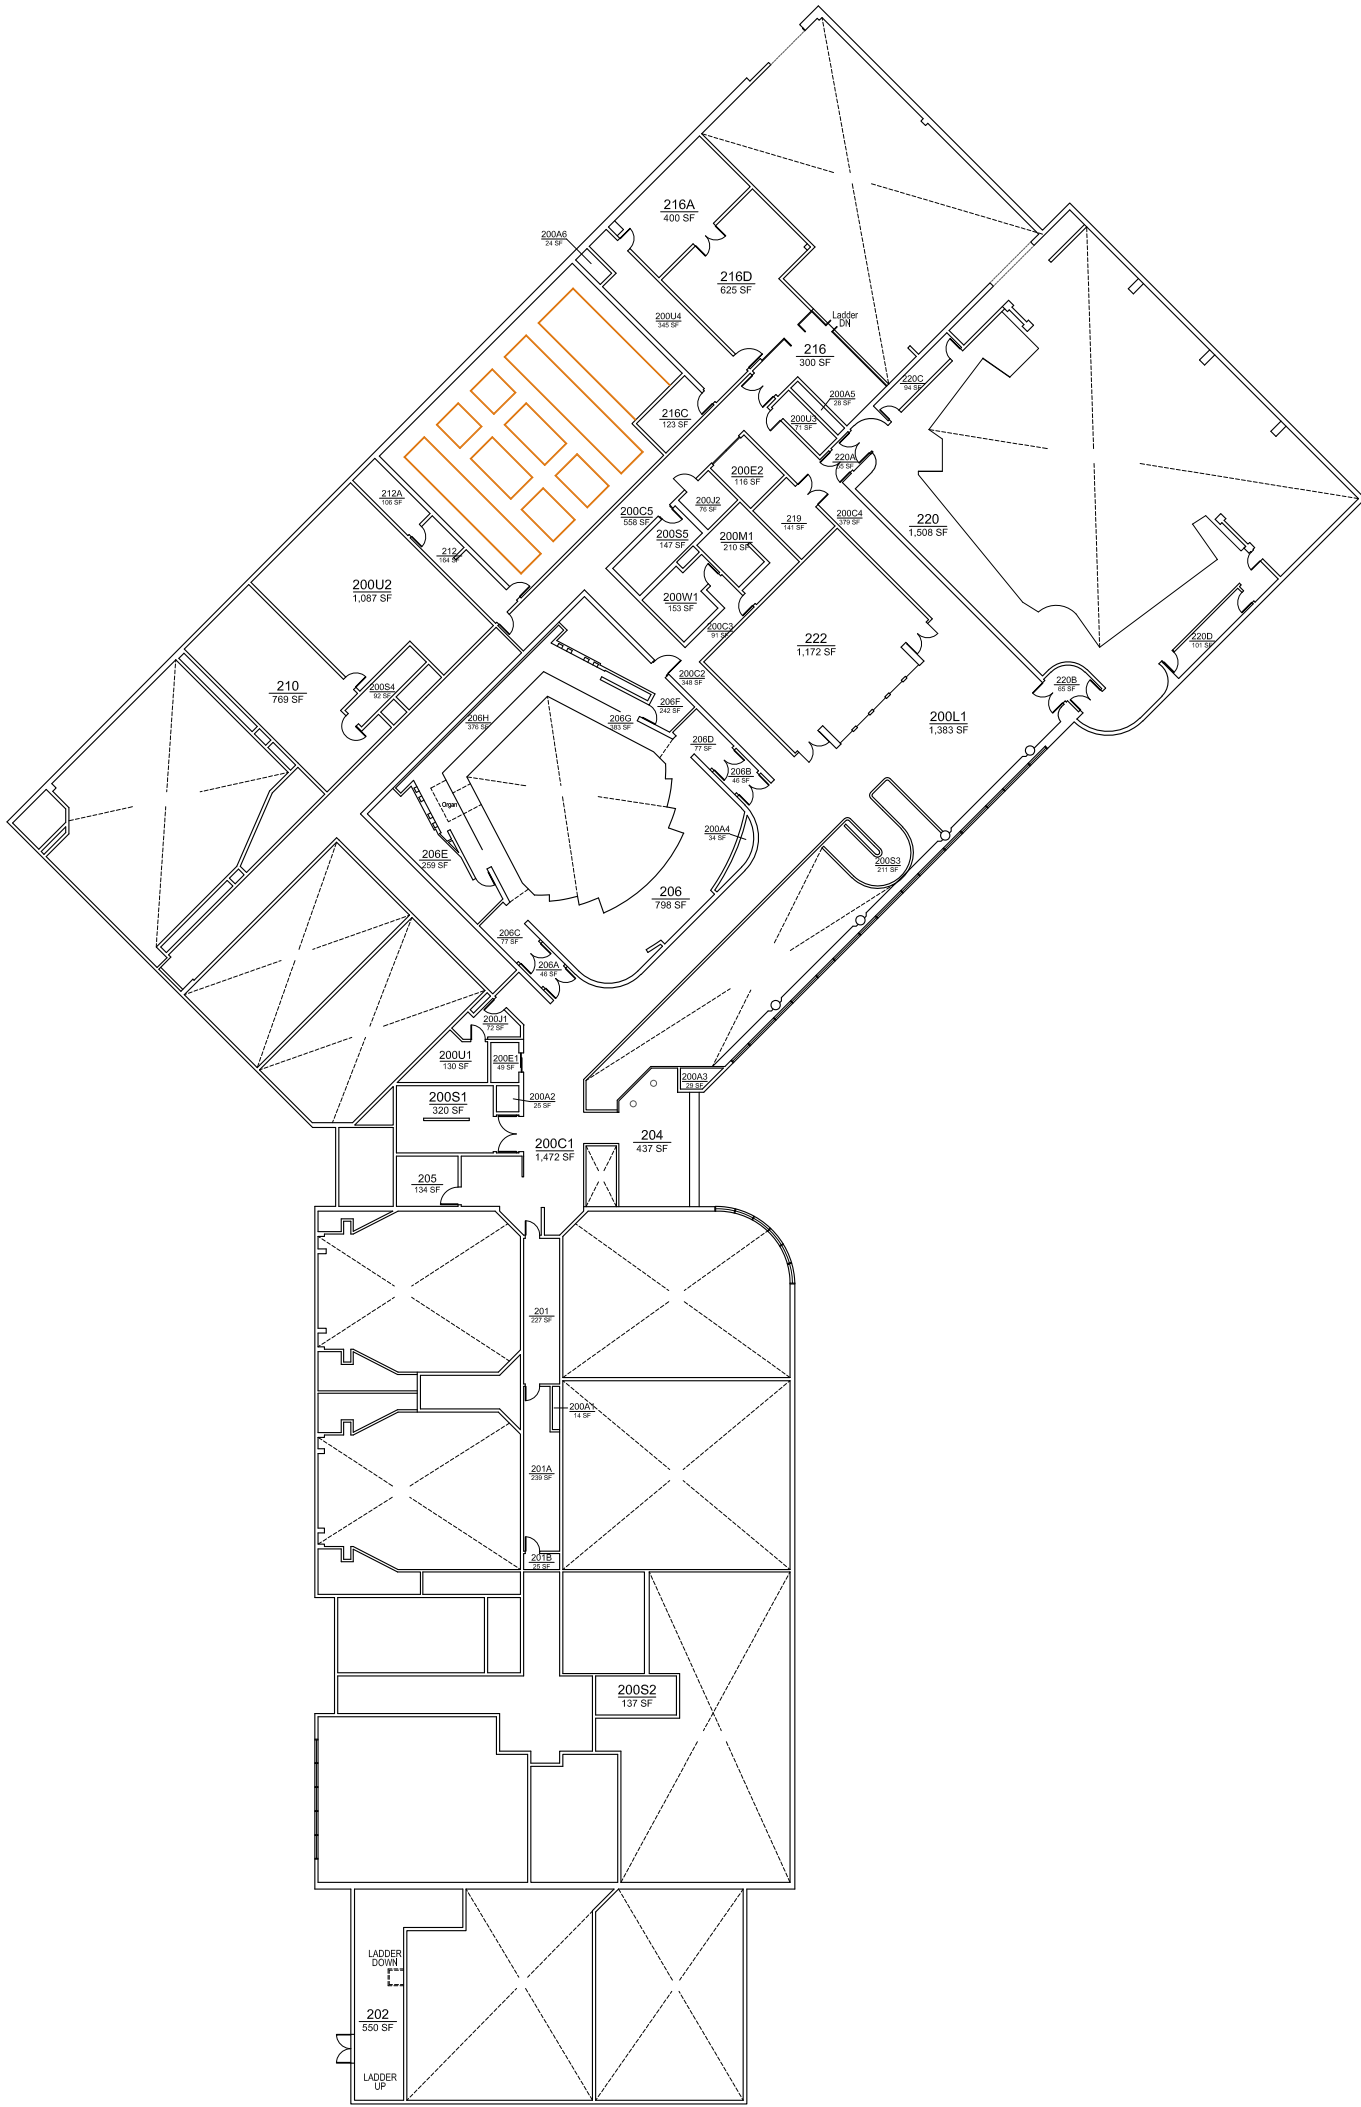 216A
400 SF
200A6
24 SF
216D
625 SF
200U4
345 SF
Ladder
DN
216
300 SF
220C
94 SF
200A5
28 SF
216C
123 SF
200U3
71 SF
220A
200E2
116 SF
212A
106 SF
200J2
76 SF
200C5
558 SF
219
141 SF
200C4
379 SF
220
1,508 SF
200S5
147 SF
200M1
210 SF
212
164 SF
200U2
1,087 SF
200W1
153 SF
200C3
91 SF
222
1,172 SF
220D
101 SF
200C2
348 SF
220B
65 SF
210
769 SF
200S4
92 SF
206F
242 SF
206H
376 SF
206G
383 SF
200L1
1,383 SF
206D
77 SF
206B
46 SF
Organ
200A4
34 SF
206E
259 SF
200S3
211 SF
206
798 SF
206C
77 SF
206A
46 SF
200J1
72 SF
200U1
130 SF
200E1
49 SF
200A3
29 SF
200S1
320 SF
200A2
25 SF
200C1
1,472 SF
204
437 SF
205
134 SF
201
227 SF
200A1
14 SF
201A
239 SF
201B
25 SF
200S2
137 SF
LADDER
DOWN
202
550 SF
LADDER
UP